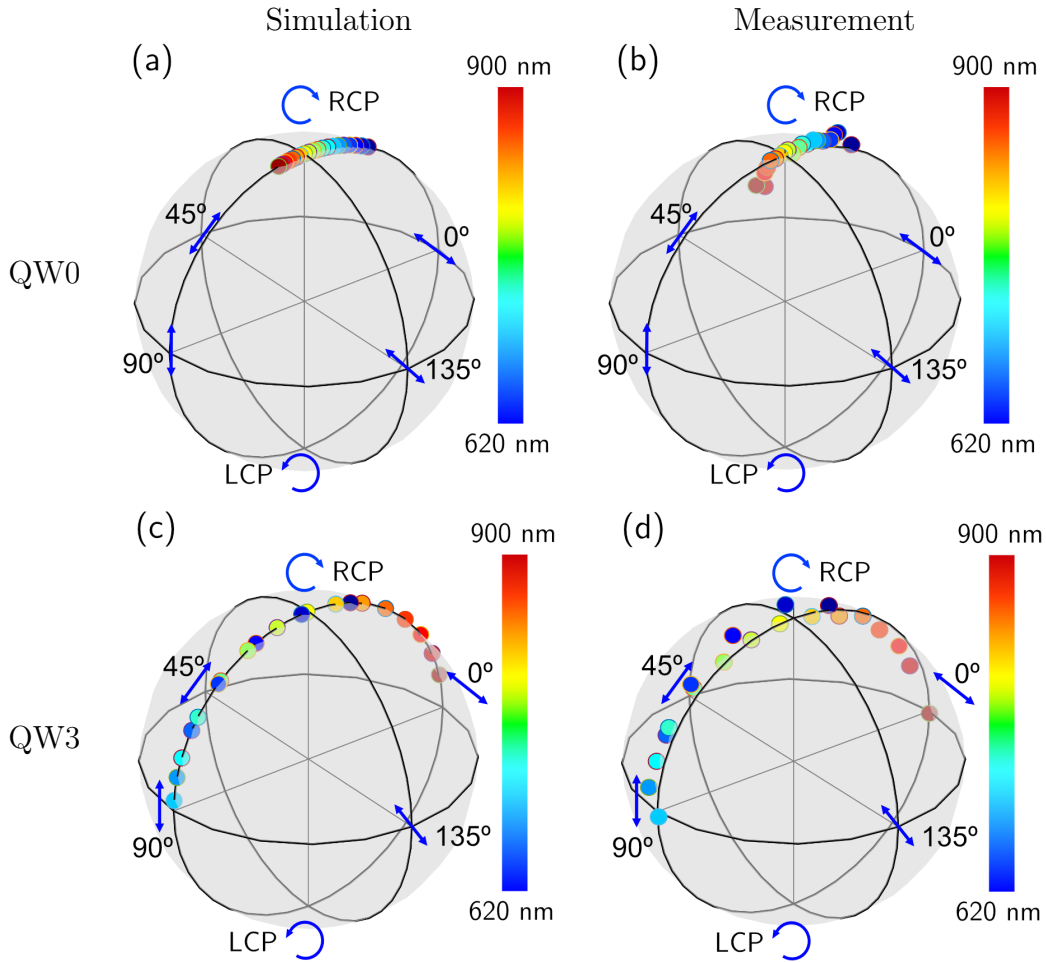 Simulation
Measurement
(a)
900 nm
RCP
45º
0º
QW0
90º
135º
620 nm
LCP
(b)
900 nm
RCP
45º
0º
90º
135º
620 nm
LCP
(c)
900 nm
RCP
45º
0º
QW3
90º
135º
620 nm
LCP
(d)
900 nm
RCP
45º
0º
90º
135º
620 nm
LCP